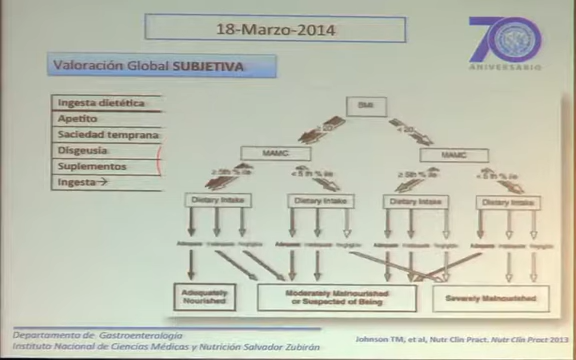 18-Marzo-2014
70
ANIVERSARIO
Valoración Global SUBJETIVA
Ingesta dietética
Apetito
Saciedad temprana
Disgeusia
Suplementos
Ingesta →
BMI
MAMC
MAMC
Dietary Intake
Dietary Intake
Dietary Intake
Dietary Intake
Adequately
Nourished
Moderately Malnourished
or Suspected of Being
Severely Malnourished
Departamento de Gastroenterología
Instituto Nacional de Ciencias Médicas y Nutrición Salvador Zubirán
Johnson TM, et al, Nutr Clin Pract. Nutr Clin Pract 2013